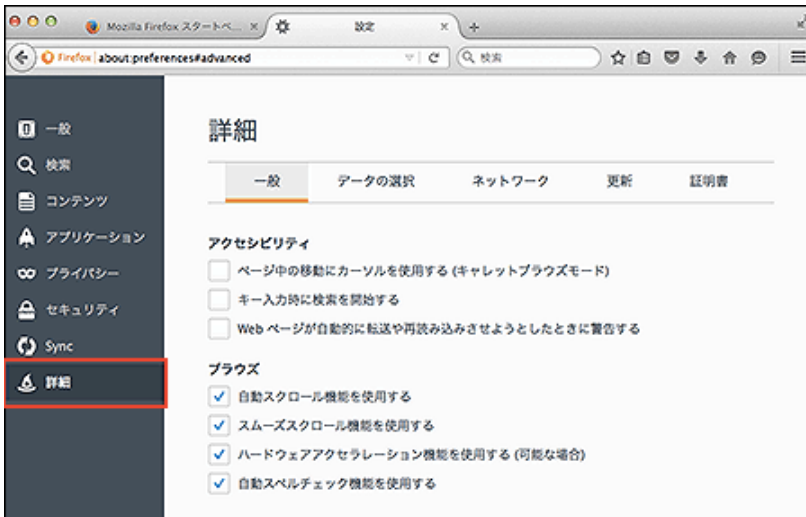 Mozilla Firefox スタートペ...
設定
Firefox about:preferences#advanced
検索
一般
検索
コンテンツ
アプリケーション
プライバシー
セキュリティ
Sync
詳細
詳細
一般 データの選択 ネットワーク 更新 証明書
アクセシビリティ
ページ中の移動にカーソルを使用する (キャレットブラウズモード)
キー入力時に検索を開始する
Web ページが自動的に転送や再読み込みさせようとしたときに警告する
ブラウズ
自動スクロール機能を使用する
スムーズスクロール機能を使用する
ハードウェアアクセラレーション機能を使用する (可能な場合)
自動スペルチェック機能を使用する